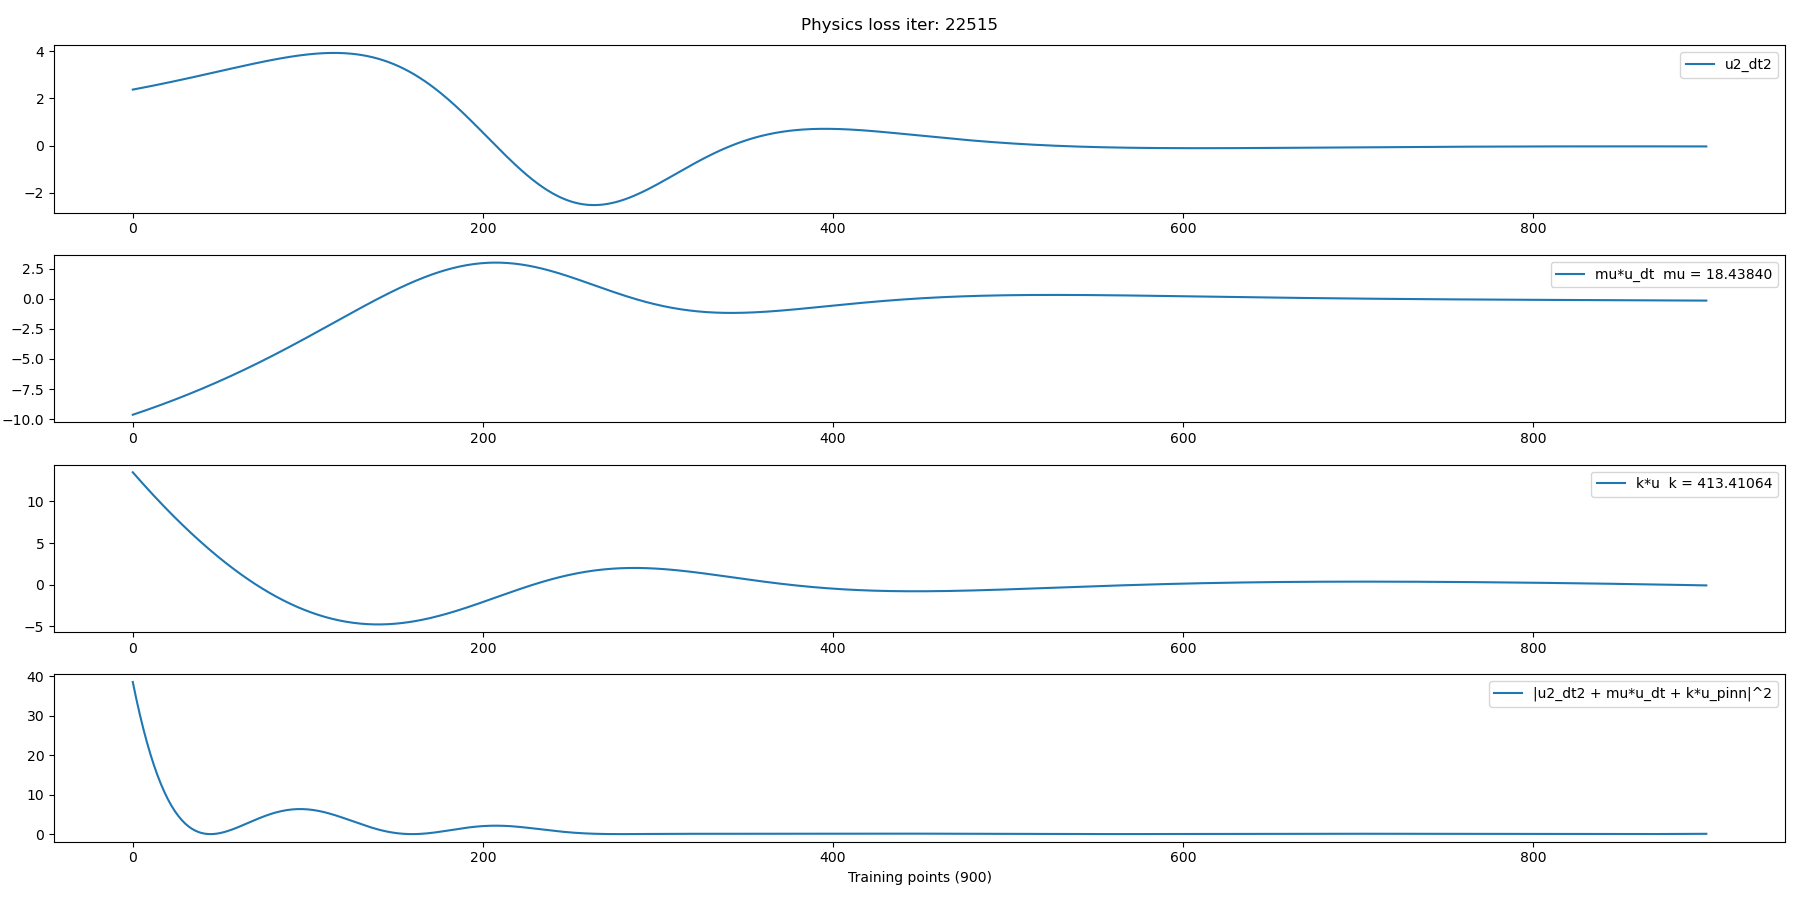 Physics loss iter: 22515
4
2
0
−2
u2_dt2
0 200 400 600 800
2.5
0.0
−2.5
−5.0
−7.5
−10.0
mu*u_dt  mu = 18.43840
0 200 400 600 800
10
5
0
−5
k*u  k = 413.41064
0 200 400 600 800
40
30
20
10
0
|u2_dt2 + mu*u_dt + k*u_pinn|^2
0 200 400 600 800
Training points (900)